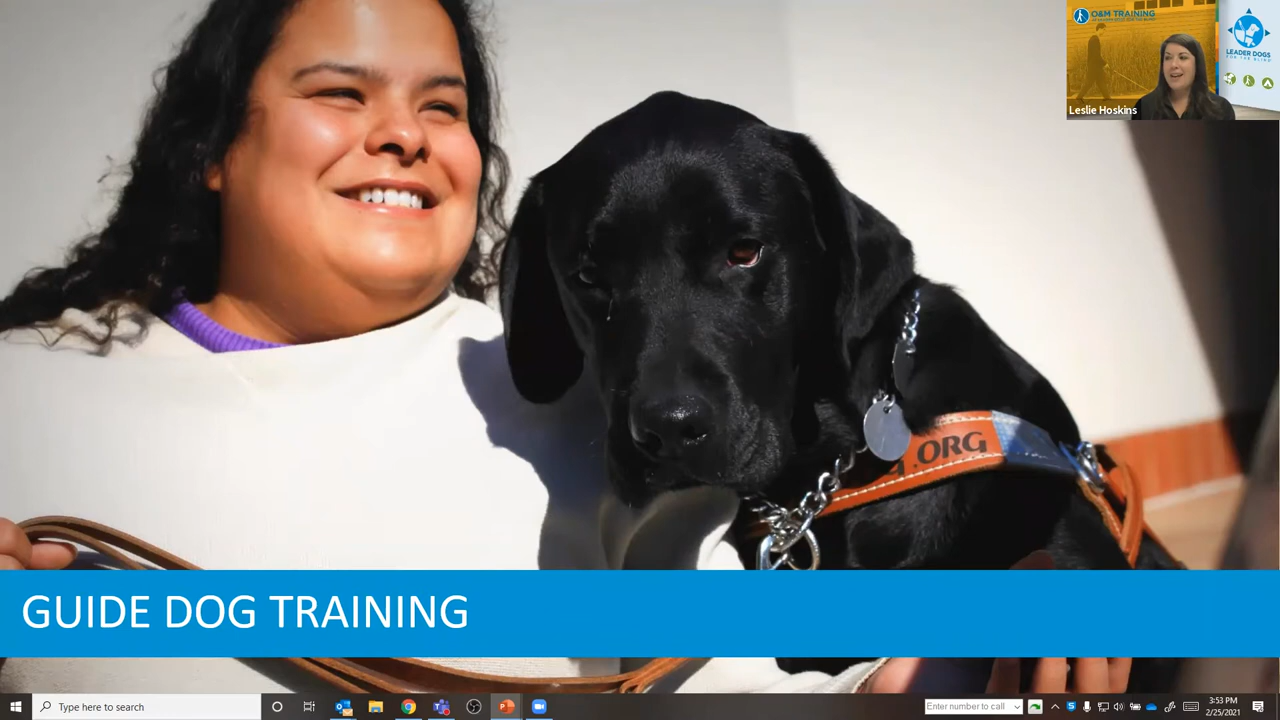 O&M TRAINING
LEADER DOGS
FOR THE BLIND
Leslie Hoskins
.ORG
GUIDE DOG TRAINING
Type here to search
Enter number to call
3:53 PM
2/25/2021